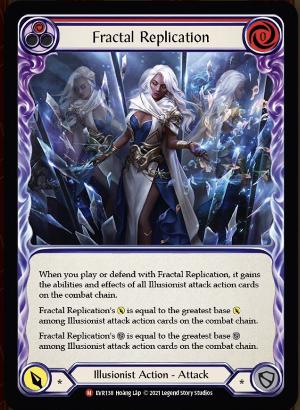 Fractal Replication
0
When you play or defend with Fractal Replication, it gains
the abilities and effects of all Illusionist attack action cards
on the combat chain.
Fractal Replication's is equal to the greatest base
among Illusionist attack action cards on the combat chain.
Fractal Replication's is equal to the greatest base
among Illusionist attack action cards on the combat chain.
* Illusionist Action - Attack *
M EVR138 Hoang Lap © 2021 Legend Story Studios